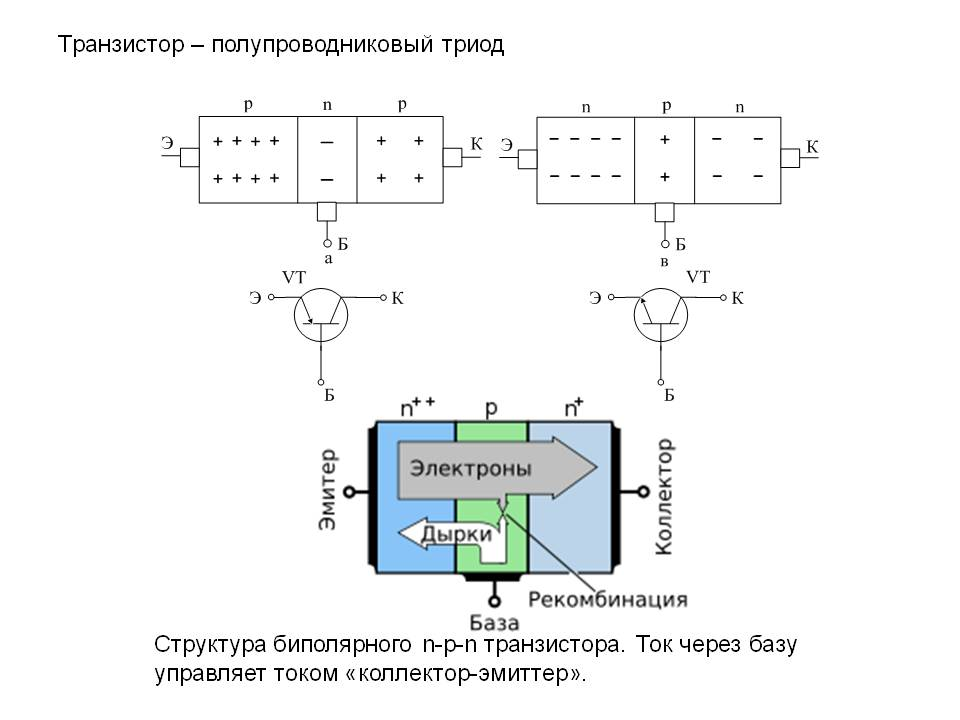 Транзистор – полупроводниковый триод
p n p
n p n
Э + + + + – + + К
+ + + + – + +
Б
а
Э – – – – + – – К
– – – – + – –
Б
в
VT
Э К
Б
VT
Э К
Б
n++ p n+
Эмитер
Электроны
Коллектор
Дырки
Рекомбинация
База
Структура биполярного n-p-n транзистора. Ток через базу
управляет током «коллектор-эмиттер».